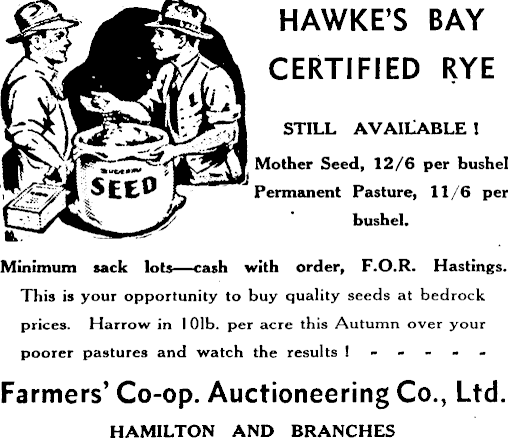 HAWKE'S BAY
CERTIFIED RYE
STILL AVAILABLE !
Mother Seed, 12/6 per bushel
Permanent Pasture, 11/6 per
bushel.
SEED
Minimum sack lots—cash with order, F.O.R. Hastings.
This is your opportunity to buy quality seeds at bedrock
prices. Harrow in 10lb. per acre this Autumn over your
poorer pastures and watch the results ! - - - - -
Farmers' Co-op. Auctioneering Co., Ltd.
HAMILTON AND BRANCHES